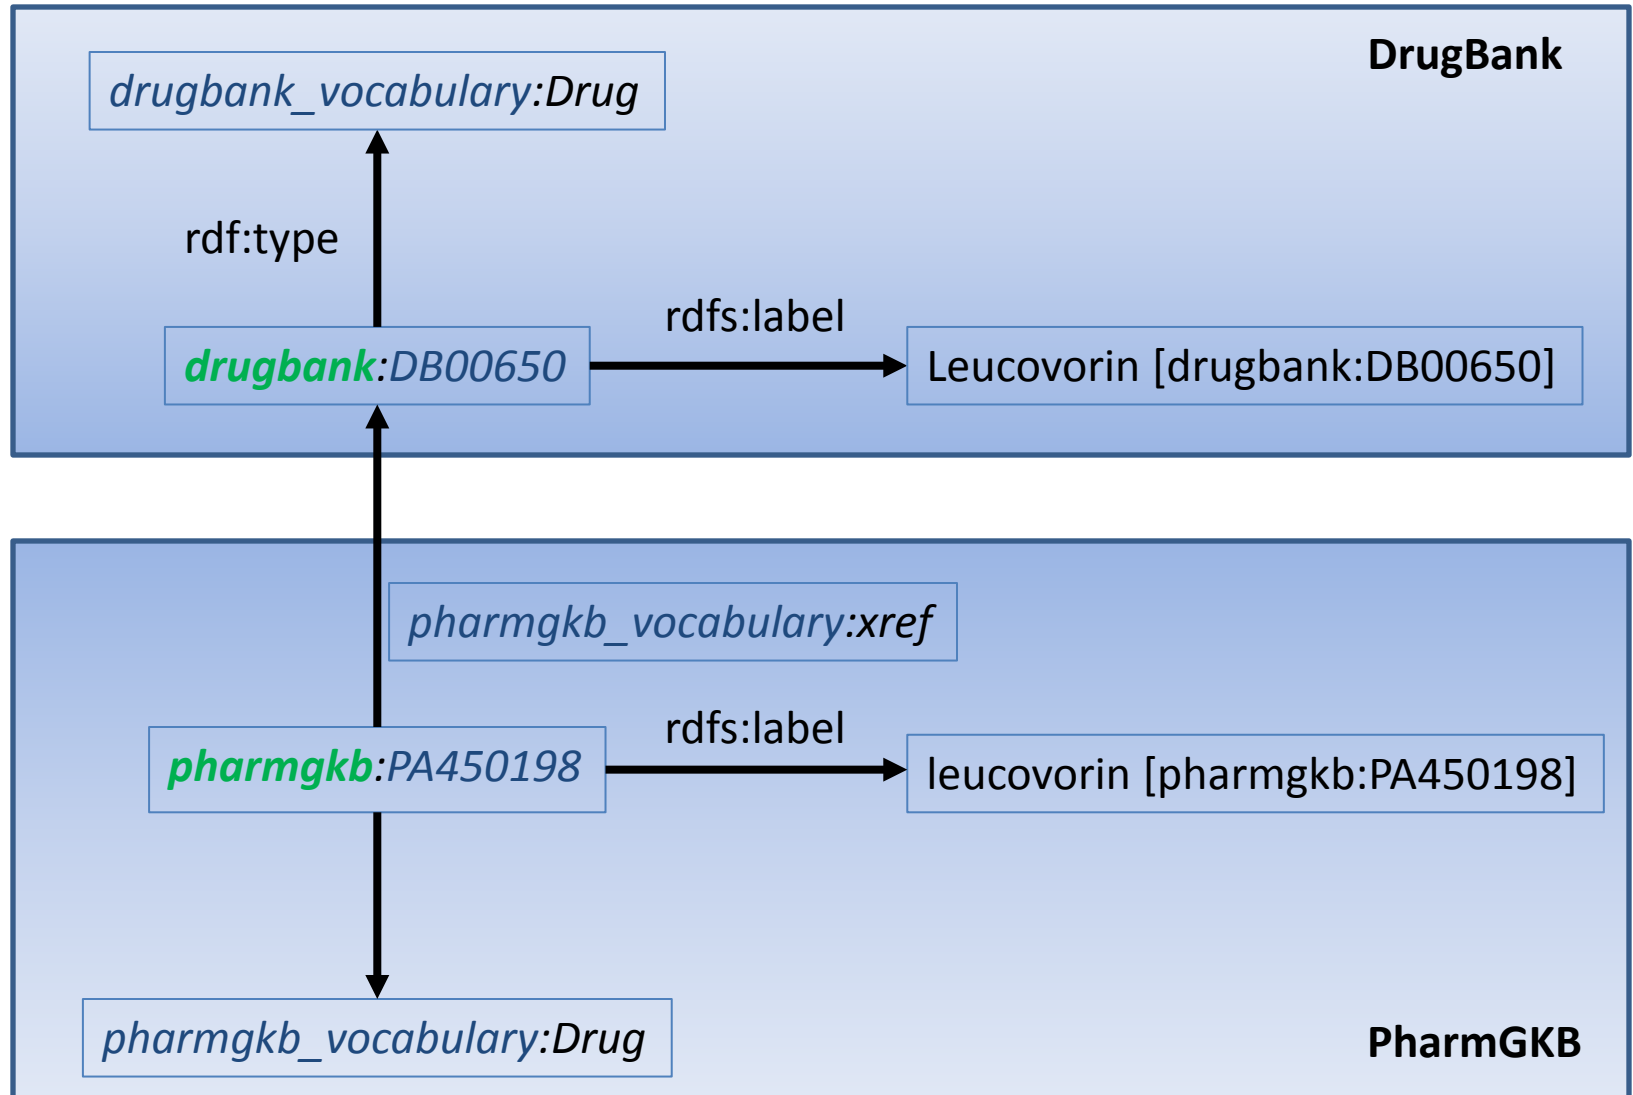 DrugBank
drugbank_vocabulary:Drug
rdf:type
rdfs:label
drugbank:DB00650
Leucovorin [drugbank:DB00650]
pharmgkb_vocabulary:xref
rdfs:label
pharmgkb:PA450198
leucovorin [pharmgkb:PA450198]
pharmgkb_vocabulary:Drug
PharmGKB